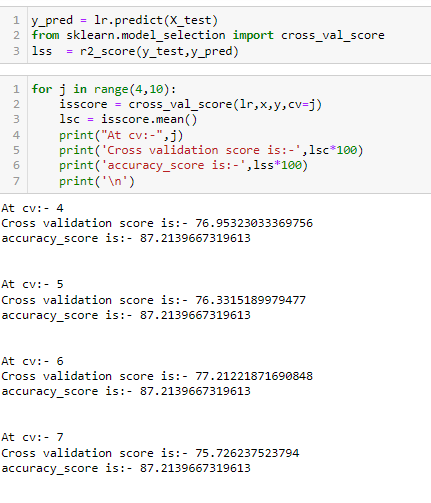 1 y_pred = lr.predict(X_test)
2 from sklearn.model_selection import cross_val_score
3 lss  = r2_score(y_test,y_pred)
1 for j in range(4,10):
2     isscore = cross_val_score(lr,x,y,cv=j)
3     lsc = isscore.mean()
4     print("At cv:-",j)
5     print('Cross validation score is:-',lsc*100)
6     print('accuracy_score is:-',lss*100)
7     print('\n')
At cv:- 4
Cross validation score is:- 76.95323033369756
accuracy_score is:- 87.2139667319613
At cv:- 5
Cross validation score is:- 76.3315189979477
accuracy_score is:- 87.2139667319613
At cv:- 6
Cross validation score is:- 77.21221871690848
accuracy_score is:- 87.2139667319613
At cv:- 7
Cross validation score is:- 75.726237523794
accuracy_score is:- 87.2139667319613